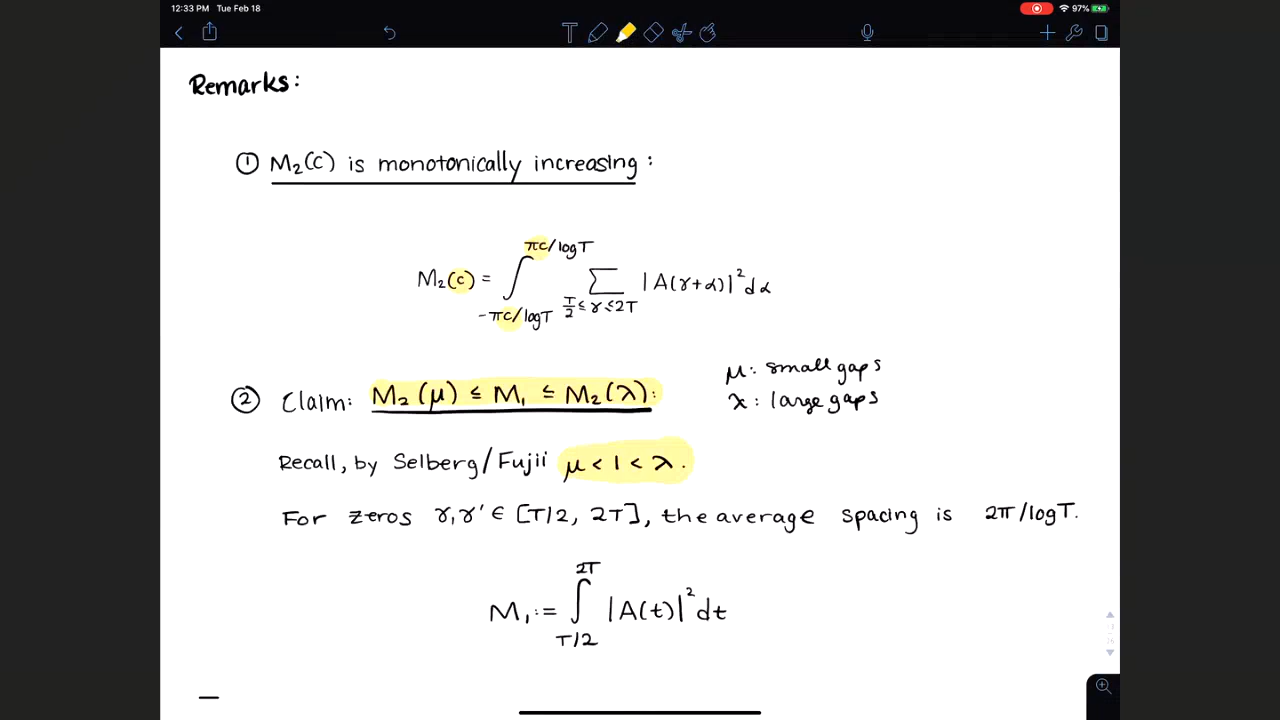 12:33 PM Tue Feb 18
97%
Remarks:
① M₂(c) is monotonically increasing:
M₂(c) = ∫_{-πc/logT}^{πc/logT} ∑_{T/2 ≤ γ ≤ 2T} |A(γ+α)|² dα
② Claim: M₂(μ) ≤ M₁ ≤ M₂(λ):
μ: small gaps
λ: large gaps
Recall, by Selberg/Fujii μ < 1 < λ.
For zeros γ, γ' ∈ [T/2, 2T], the average spacing is 2π/logT.
M₁ := ∫_{T/2}^{2T} |A(t)|² dt